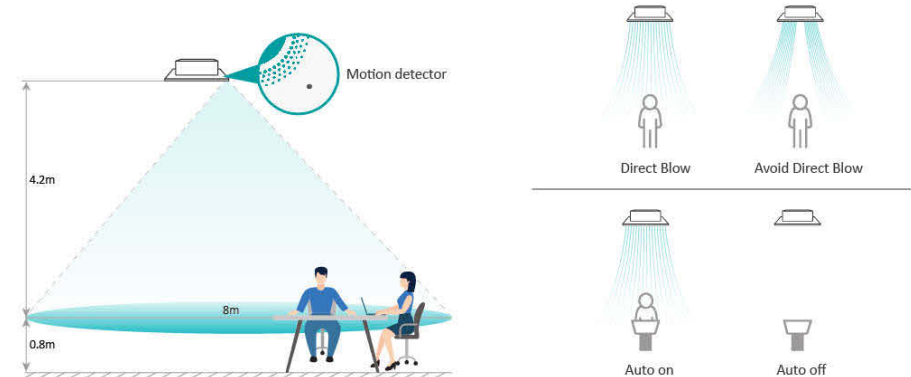 Motion detector
4.2m
8m
0.8m
Direct Blow
Avoid Direct Blow
Auto on
Auto off